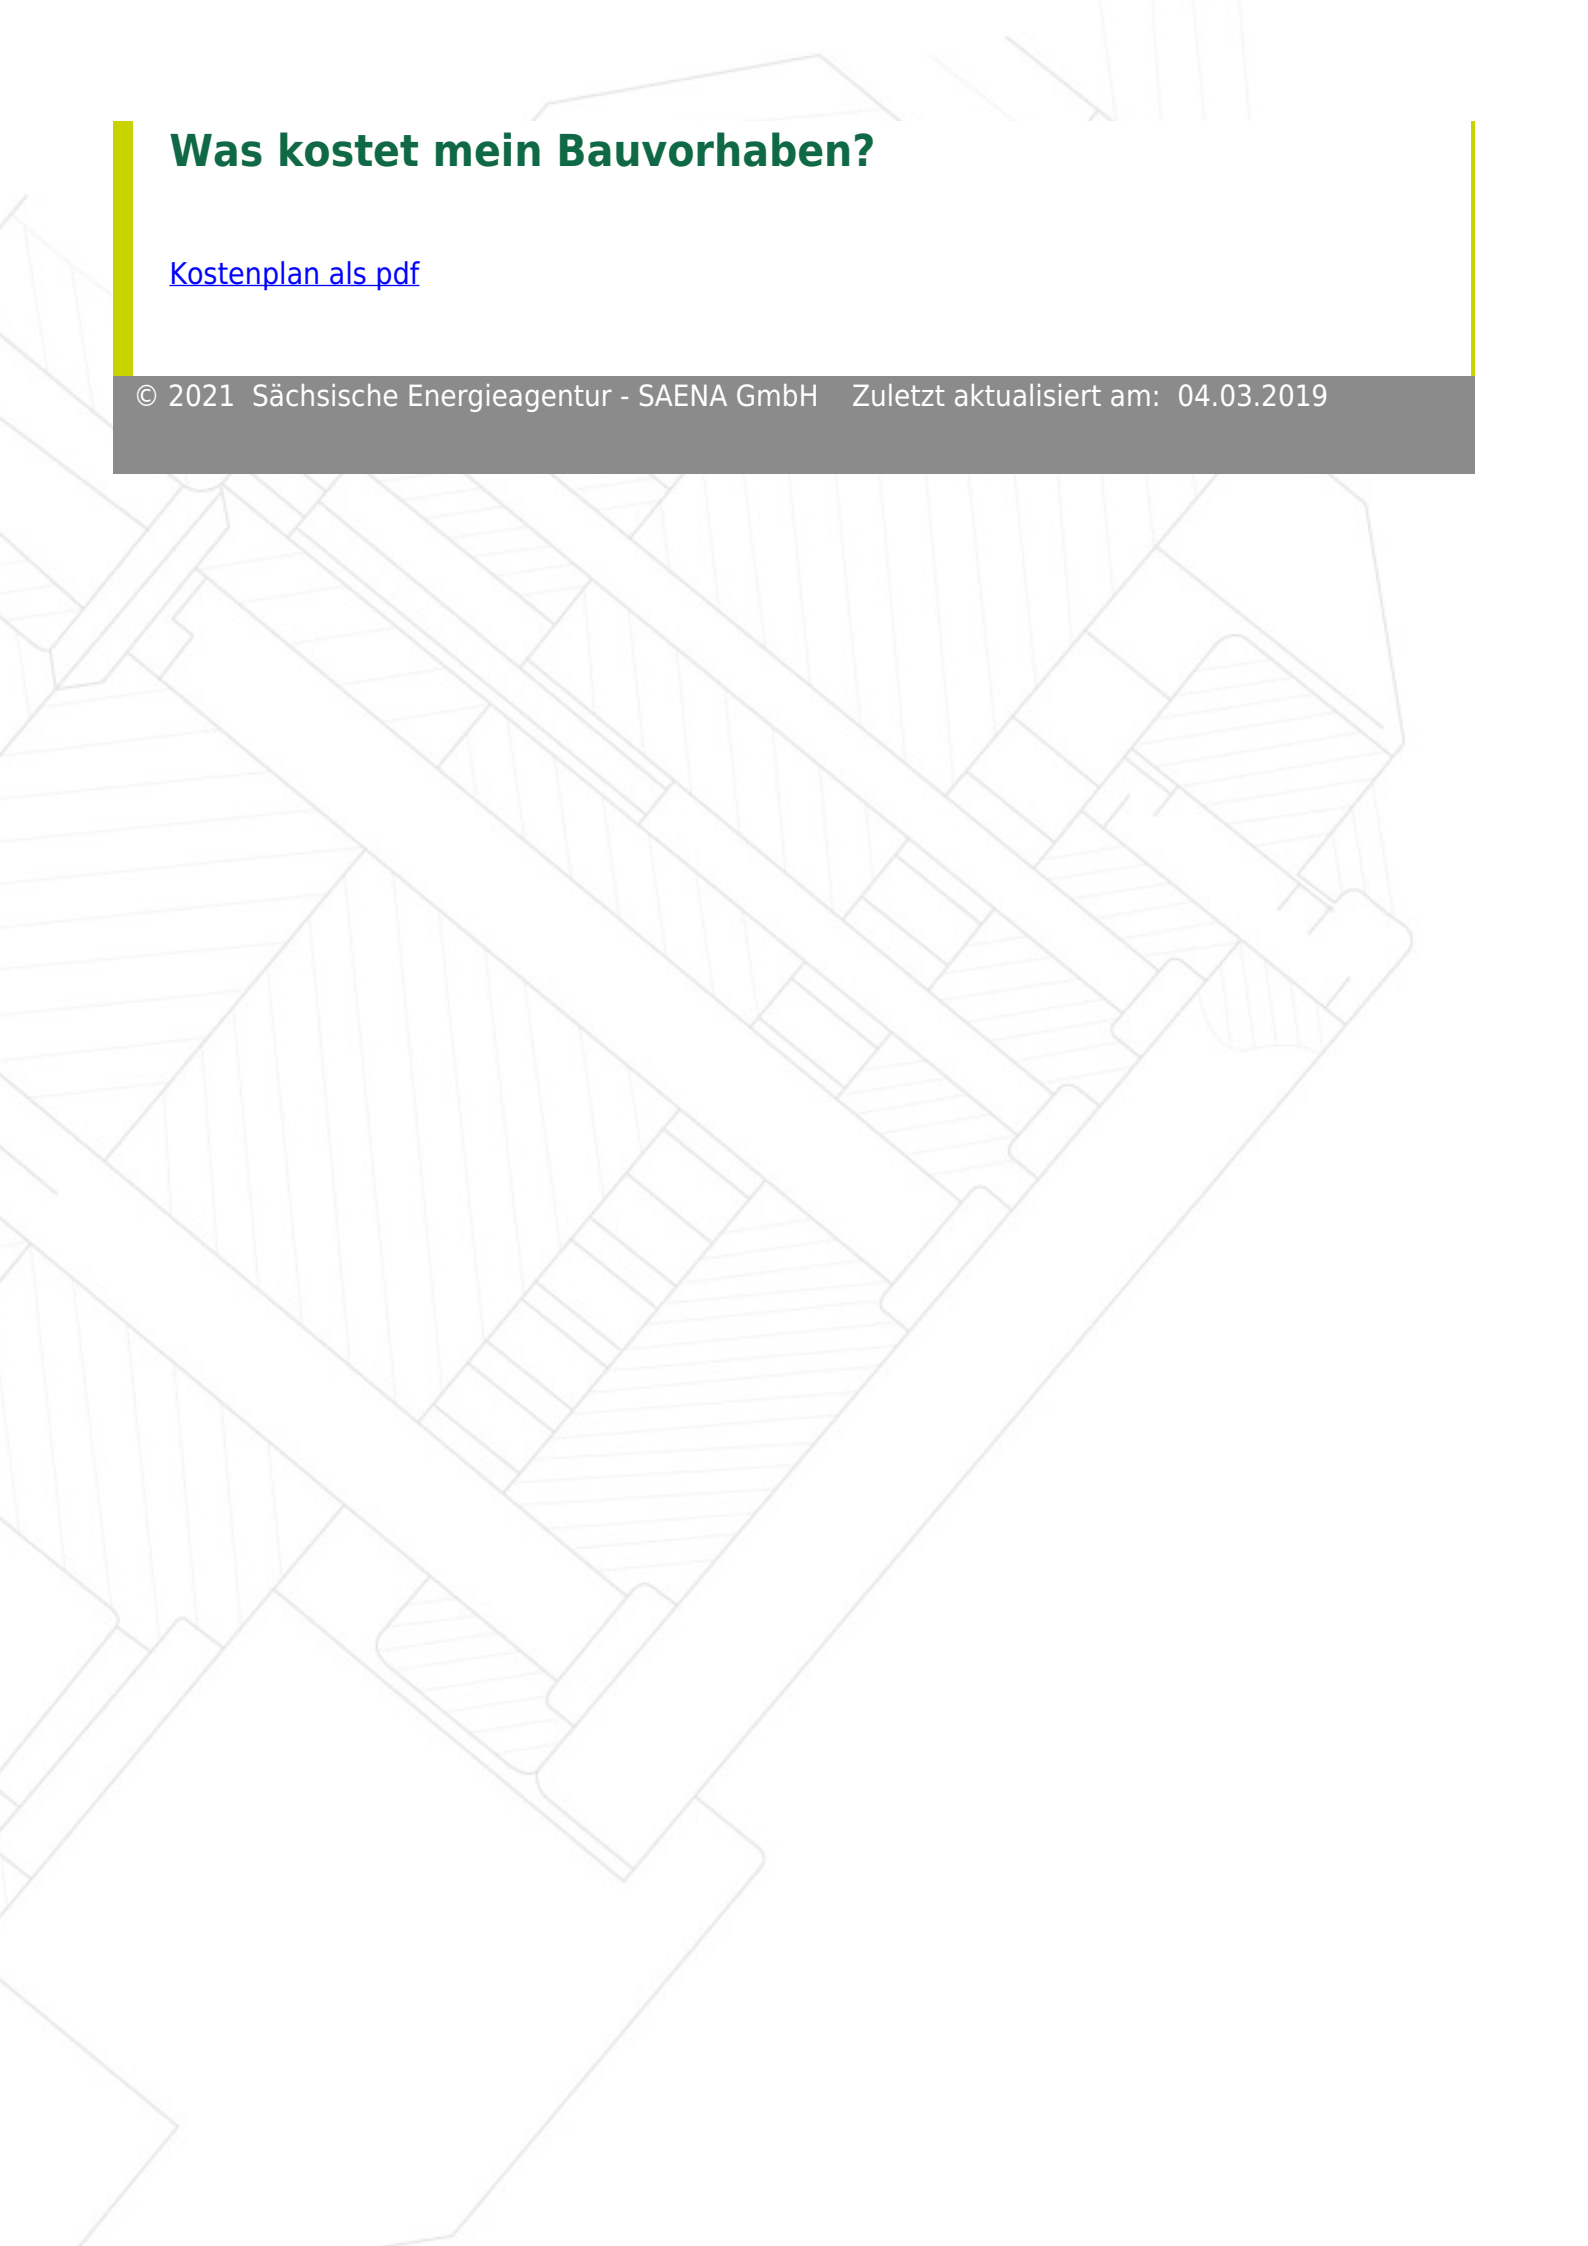 Was kostet mein Bauvorhaben?
Kostenplan als pdf
© 2021  Sächsische Energieagentur - SAENA GmbH    Zuletzt aktualisiert am:  04.03.2019